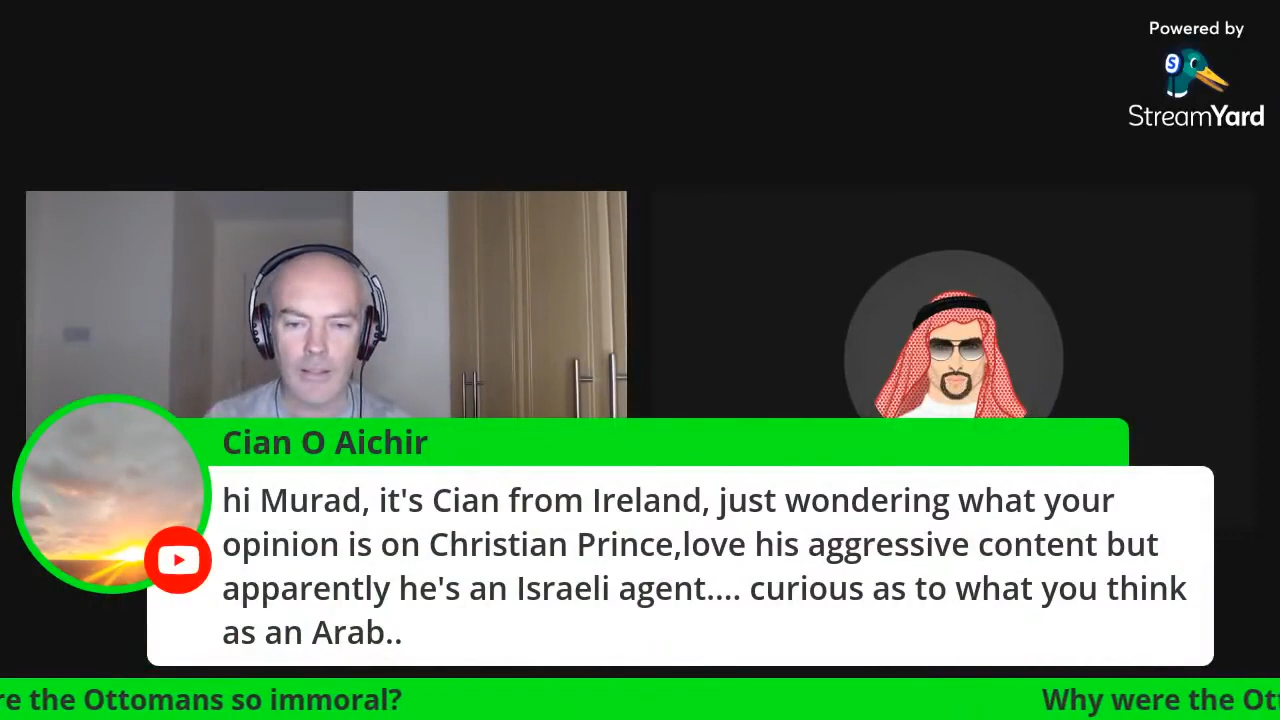 Powered by
S
StreamYard
Cian O Aichir
hi Murad, it's Cian from Ireland, just wondering what your
opinion is on Christian Prince,love his aggressive content but
apparently he's an Israeli agent.... curious as to what you think
as an Arab..
re the Ottomans so immoral?
Why were the Ot